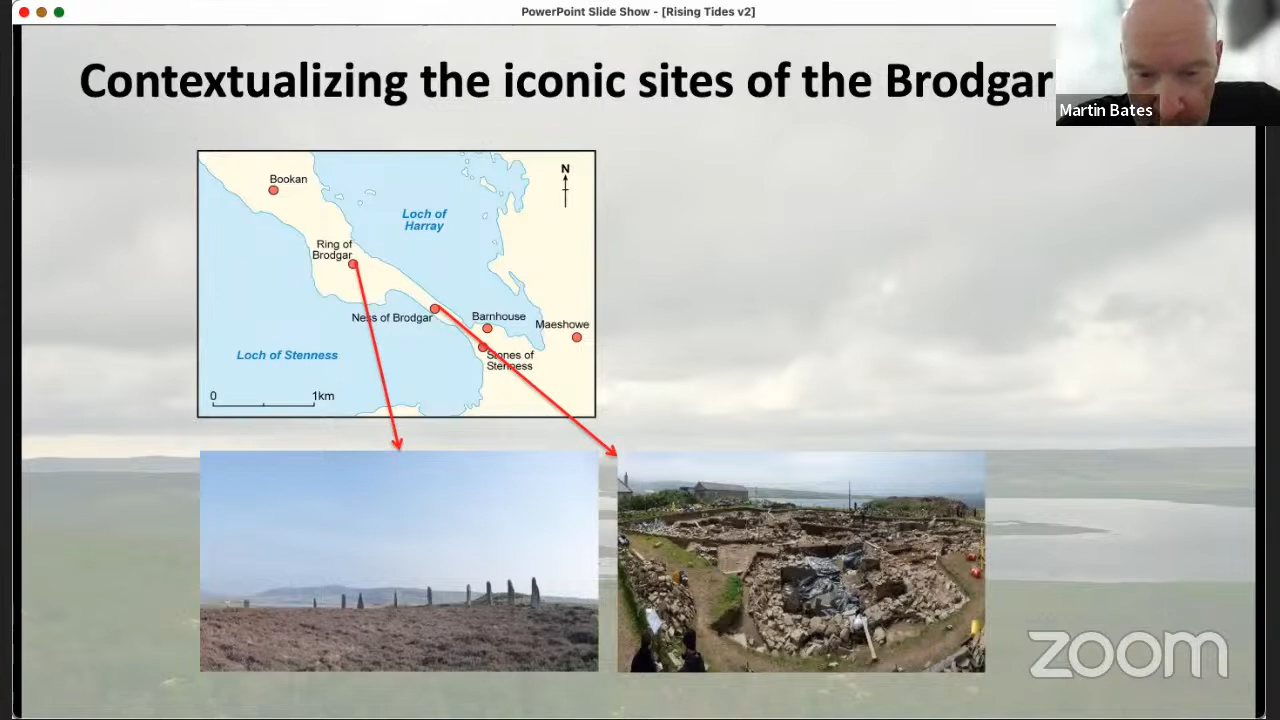 PowerPoint Slide Show - [Rising Tides v2]
Contextualizing the iconic sites of the Brodgar
Martin Bates
N
Bookan
Loch of
Harray
Ring of
Brodgar
Ness of Brodgar
Barnhouse
Maeshowe
Stones of
Stenness
Loch of Stenness
0 1km
zoom